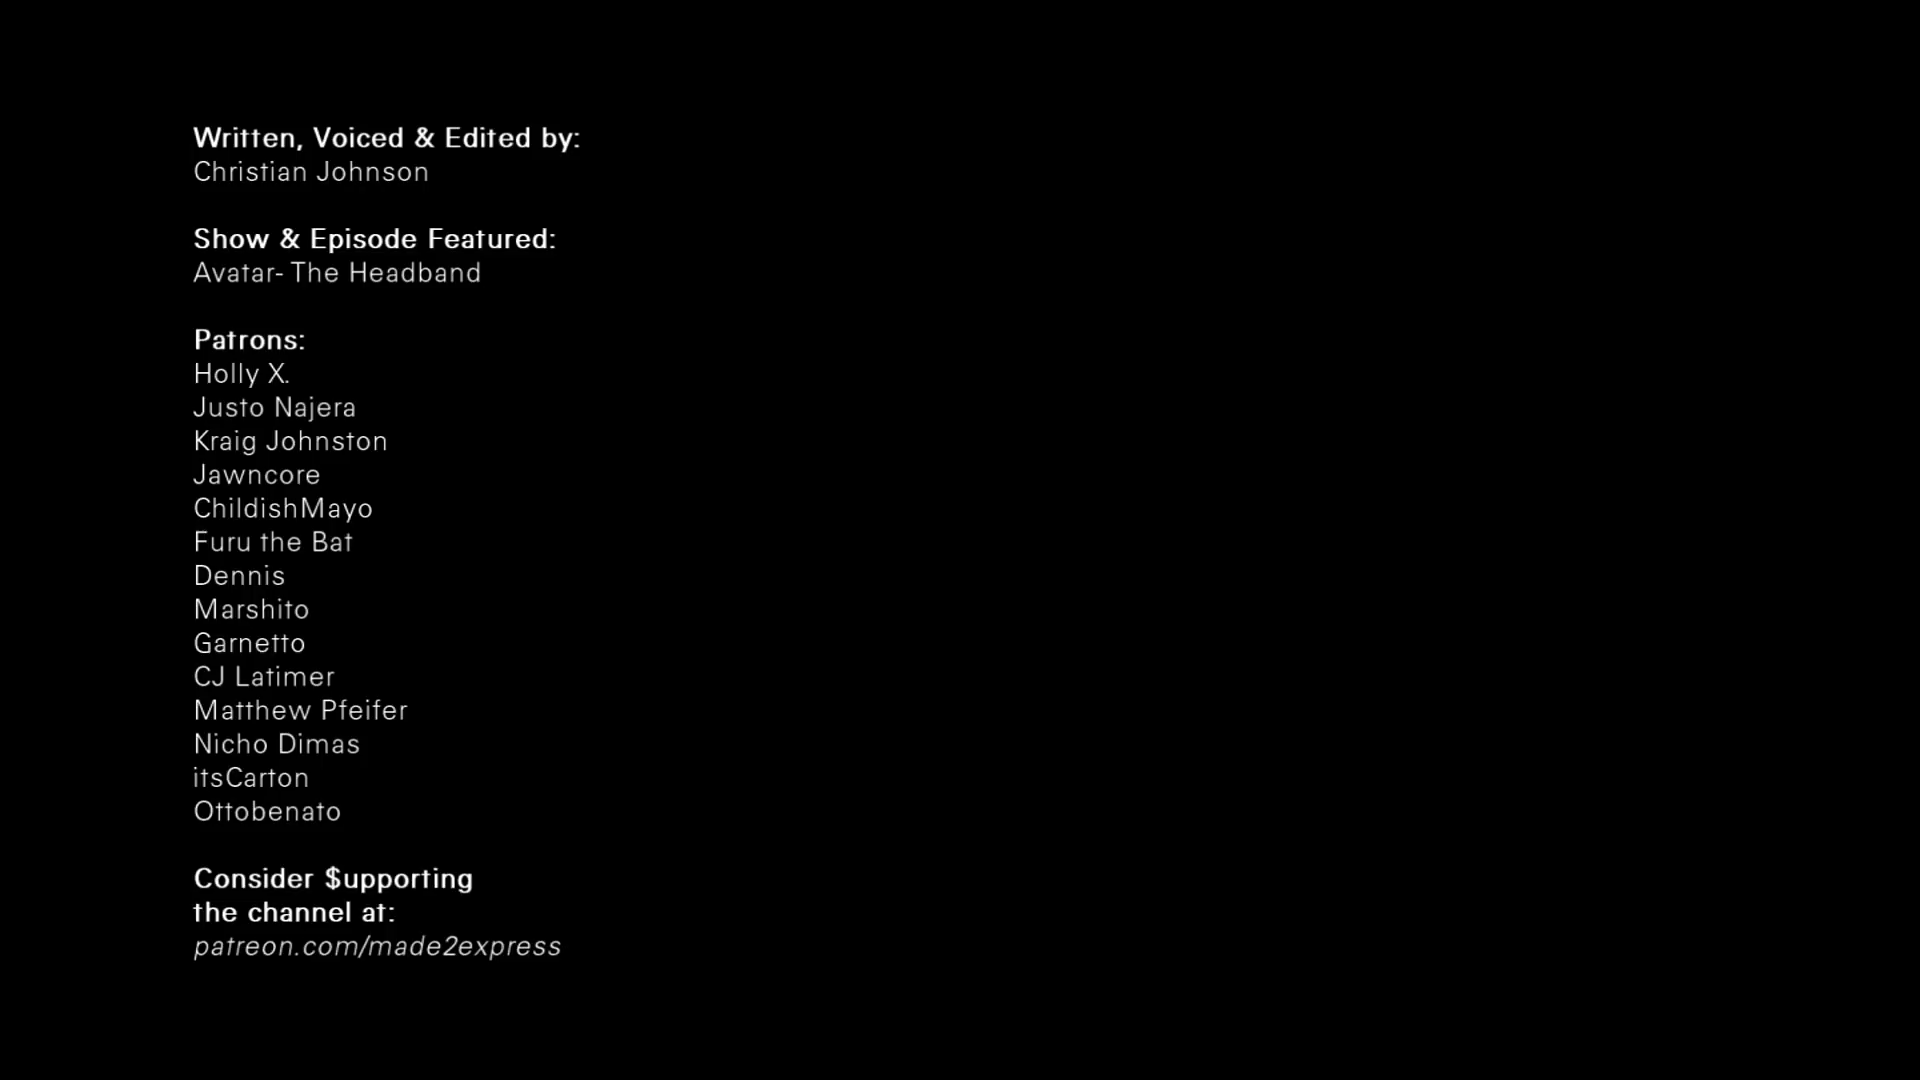 Written, Voiced & Edited by:
Christian Johnson
Show & Episode Featured:
Avatar- The Headband
Patrons:
Holly X.
Justo Najera
Kraig Johnston
Jawncore
ChildishMayo
Furu the Bat
Dennis
Marshito
Garnetto
CJ Latimer
Matthew Pfeifer
Nicho Dimas
itsCarton
Ottobenato
Consider $upporting
the channel at:
patreon.com/made2express